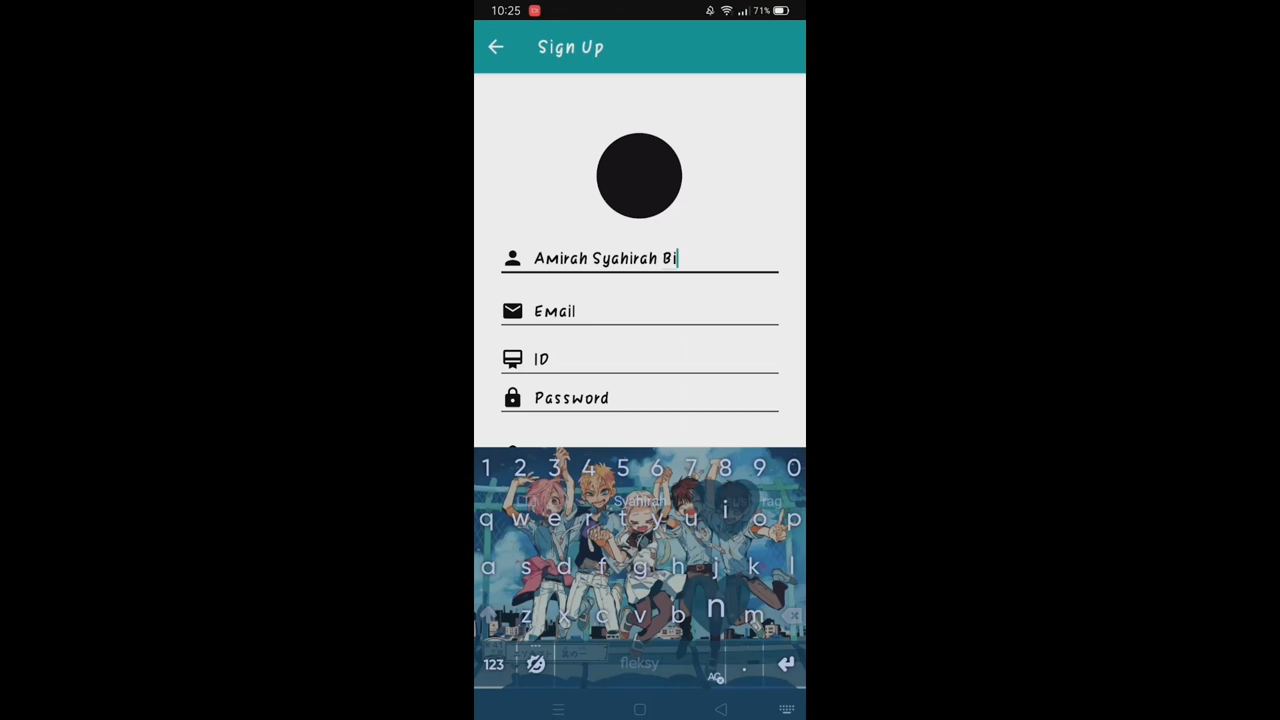 10:25 71%
Sign Up
Amirah Syahirah Bi
Email
ID
Password
1 2 3 4 5 6 7 8 9 0
Syahirah
q w e r t y u i o p
a s d f g h j k l
z x c v b n m
123 fleksy .